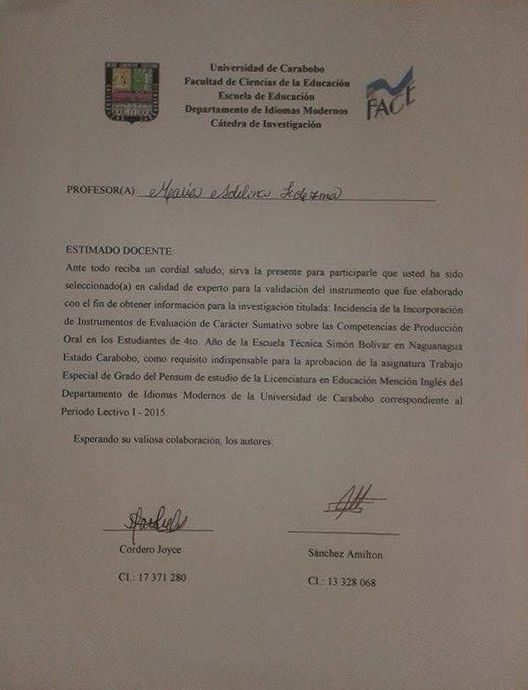 Universidad de Carabobo
Facultad de Ciencias de la Educación
Escuela de Educación
Departamento de Idiomas Modernos
Cátedra de Investigación
FACE
PROFESOR(A): Maria Adelina Ledezma
ESTIMADO DOCENTE:
Ante todo reciba un cordial saludo, sirva la presente para participarle que usted ha sido
seleccionado(a) en calidad de experto para la validación del instrumento que fue elaborado
con el fin de obtener información para la investigación titulada: Incidencia de la Incorporación
de Instrumentos de Evaluación de Carácter Sumativo sobre las Competencias de Producción
Oral en los Estudiantes de 4to. Año de la Escuela Técnica Simón Bolívar en Naguanagua
Estado Carabobo, como requisito indispensable para la aprobación de la asignatura Trabajo
Especial de Grado del Pensum de estudio de la Licenciatura en Educación Mención Inglés del
Departamento de Idiomas Modernos de la Universidad de Carabobo correspondiente al
Periodo Lectivo I - 2015.
Esperando su valiosa colaboración, los autores:
Cordero Joyce
Sánchez Amilton
CI.: 17 371 280
CI.: 13 328 068